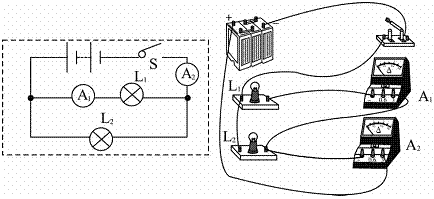 S
A₂
L₁
A₁
L₂
+
−
L₁
A₁
L₂
A₂